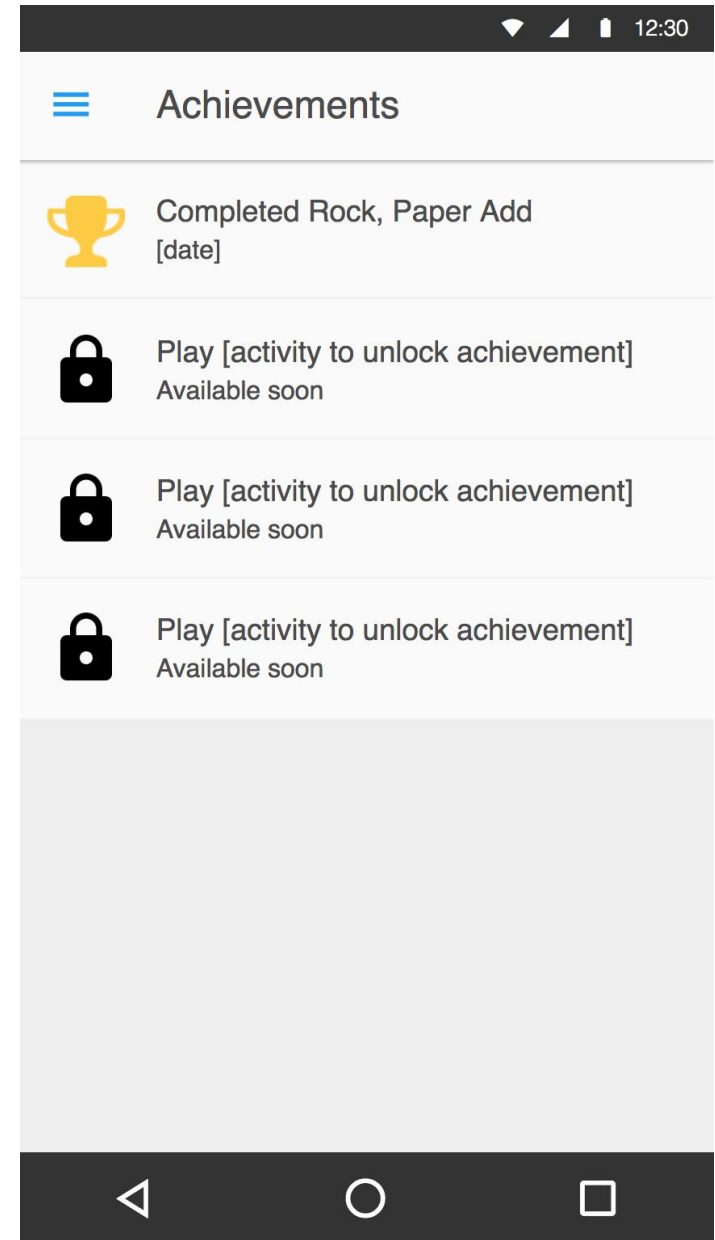 12:30
Achievements
Completed Rock, Paper Add
[date]
Play [activity to unlock achievement]
Available soon
Play [activity to unlock achievement]
Available soon
Play [activity to unlock achievement]
Available soon